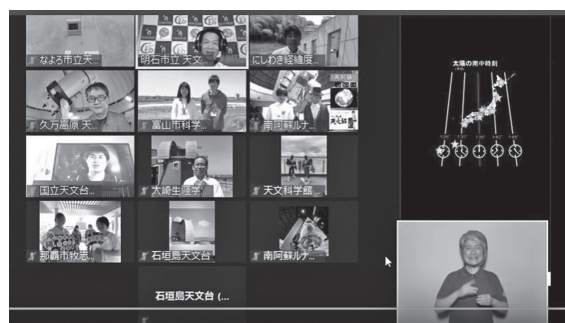 なよろ市立天...
明石市立 天文...
にしわき経緯度...
久万高原 天...
富山市科学...
南阿蘇ルナ...
国立天文台...
大崎生涯学...
天文科学館...
那覇市牧志...
石垣島天文台
南阿蘇ルナ...
石垣島天文台 (...
太陽の南中時刻